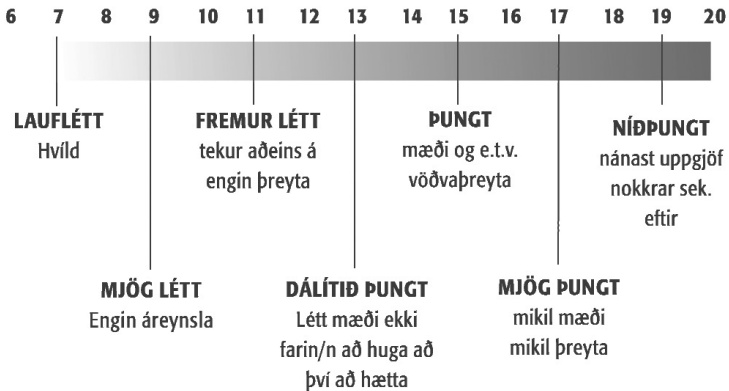 6 7 8 9 10 11 12 13 14 15 16 17 18 19 20
LAUFLÉTT
Hvíld
FREMUR LÉTT
tekur aðeins á
engin þreyta
ÞUNGT
mæði og e.t.v.
vöðvaþreyta
NÍÐÞUNGT
nánast uppgjöf
nokkrar sek.
eftir
MJÖG LÉTT
Engin áreynsla
DÁLÍTIÐ ÞUNGT
Létt mæði ekki
farin/n að huga að
því að hætta
MJÖG ÞUNGT
mikil mæði
mikil þreyta